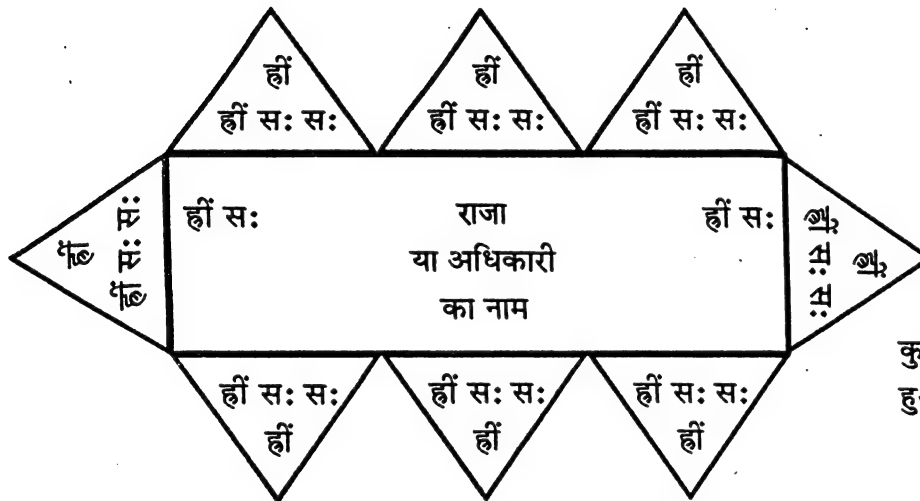 ह्रीं ह्रीं ह्रीं
ह्रीं सः सः ह्रीं सः सः ह्रीं सः सः
ह्रीं
ह्रीं सः सः
ह्रीं सः राजा ह्रीं सः
या अधिकारी
का नाम
ह्रीं
ह्रीं सः सः
ह्रीं सः सः ह्रीं सः सः ह्रीं सः सः
ह्रीं ह्रीं ह्रीं